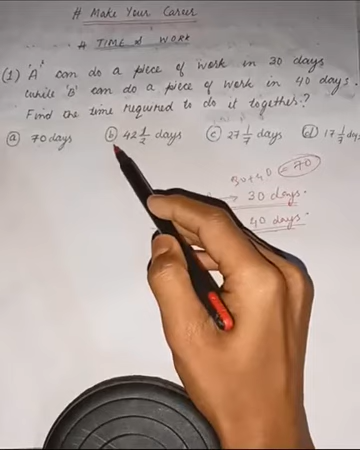 # Make Your Career
# TIME & WORK
(1) 'A' can do a piece of work in 30 days
while 'B' can do a piece of work in 40 days.
Find the time required to do it together.?
(a) 70 days (b) 42 1/2 days (c) 27 1/7 days (d) 17 1/7 days
30+40 = 70
→ 30 days.
40 days.